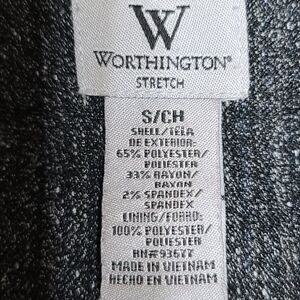 W
WORTHINGTON®
STRETCH
S/CH
SHELL/TELA
DE EXTERIOR:
65% POLYESTER/
POLIESTER
33% RAYON/
RAYON
2% SPANDEX/
SPANDEX
LINING/FORRO:
100% POLYESTER/
POLIESTER
RN#93677
MADE IN VIETNAM
HECHO EN VIETNAM